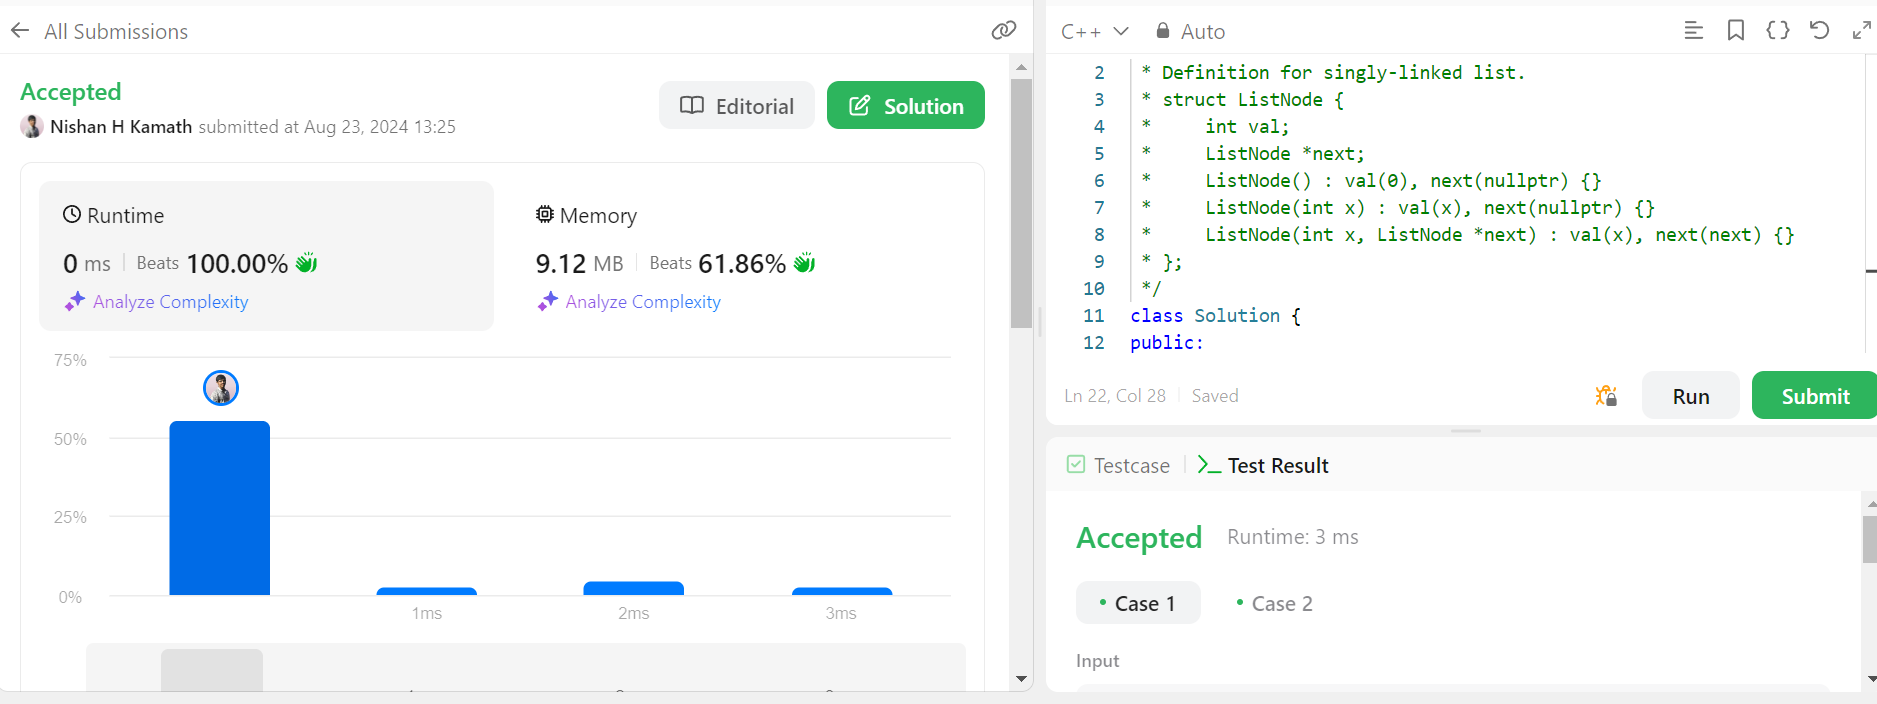 All Submissions
Accepted
Nishan H Kamath submitted at Aug 23, 2024 13:25
Editorial
Solution
Runtime
0 ms
Beats 100.00%
Analyze Complexity
Memory
9.12 MB
Beats 61.86%
Analyze Complexity
75%
50%
25%
0%
1ms
2ms
3ms
C++
Auto
2 * Definition for singly-linked list.
3 * struct ListNode {
4 *     int val;
5 *     ListNode *next;
6 *     ListNode() : val(0), next(nullptr) {}
7 *     ListNode(int x) : val(x), next(nullptr) {}
8 *     ListNode(int x, ListNode *next) : val(x), next(next) {}
9 * };
10 */
11 class Solution {
12 public:
Ln 22, Col 28
Saved
Run
Submit
Testcase
Test Result
Accepted
Runtime: 3 ms
• Case 1
• Case 2
Input